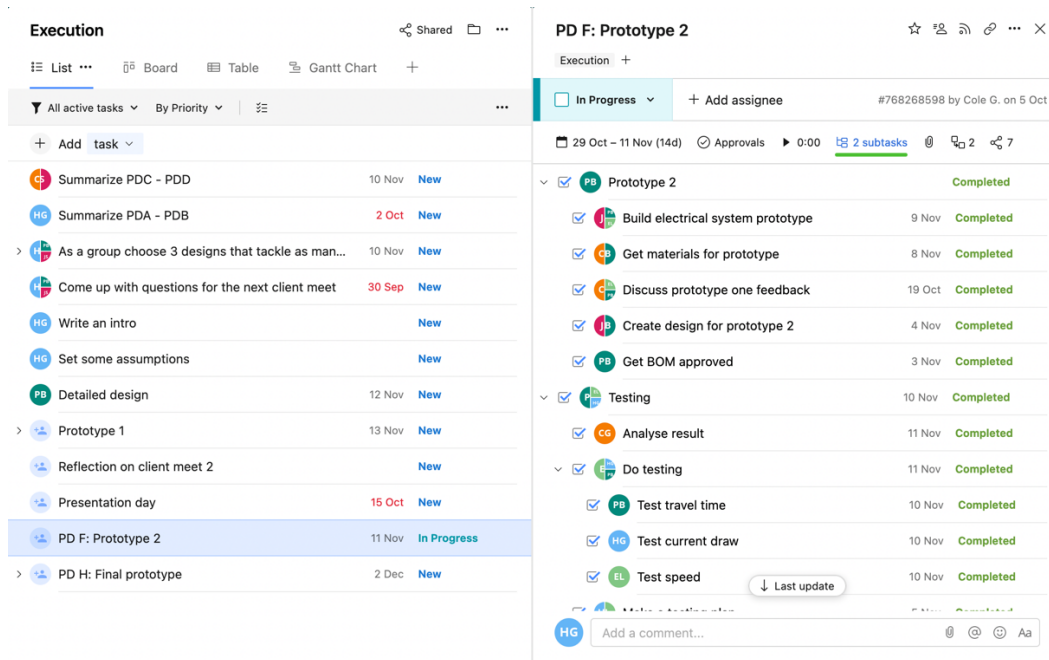 Execution
Shared
List
Board
Table
Gantt Chart
All active tasks
By Priority
Add task
CS Summarize PDC - PDD 10 Nov New
HG Summarize PDA - PDB 2 Oct New
As a group choose 3 designs that tackle as man... 10 Nov New
Come up with questions for the next client meet 30 Sep New
HG Write an intro New
HG Set some assumptions New
PB Detailed design 12 Nov New
Prototype 1 13 Nov New
Reflection on client meet 2 New
Presentation day 15 Oct New
PD F: Prototype 2 11 Nov In Progress
PD H: Final prototype 2 Dec New
PD F: Prototype 2
Execution +
In Progress
+ Add assignee
#768268598 by Cole G. on 5 Oct
29 Oct – 11 Nov (14d) Approvals 0:00 2 subtasks 2 7
PB Prototype 2 Completed
Build electrical system prototype 9 Nov Completed
CB Get materials for prototype 8 Nov Completed
Discuss prototype one feedback 19 Oct Completed
JB Create design for prototype 2 4 Nov Completed
PB Get BOM approved 3 Nov Completed
Testing 10 Nov Completed
CG Analyse result 11 Nov Completed
Do testing 11 Nov Completed
PB Test travel time 10 Nov Completed
HG Test current draw 10 Nov Completed
EL Test speed 10 Nov Completed
Last update
HG Add a comment... @ Aa